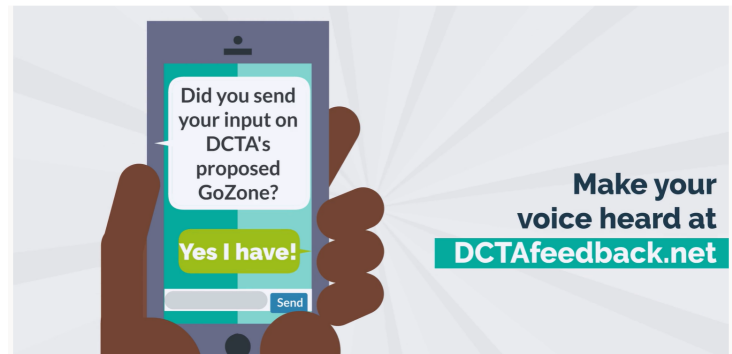 Did you send
your input on
DCTA's
proposed
GoZone?
Yes I have!
Send
Make your
voice heard at
DCTAfeedback.net